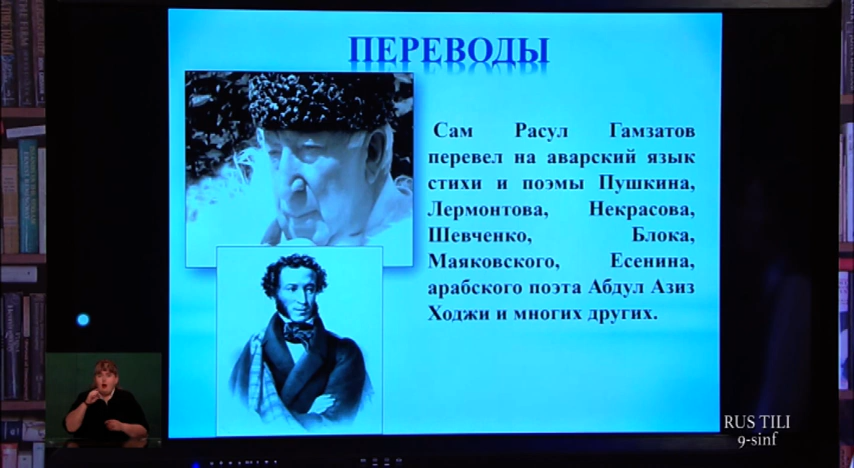 ПЕРЕВОДЫ
Сам Расул Гамзатов
перевел на аварский язык
стихи и поэмы Пушкина,
Лермонтова, Некрасова,
Шевченко, Блока,
Маяковского, Есенина,
арабского поэта Абдул Азиз
Ходжи и многих других.
RUS TILI
9-sinf